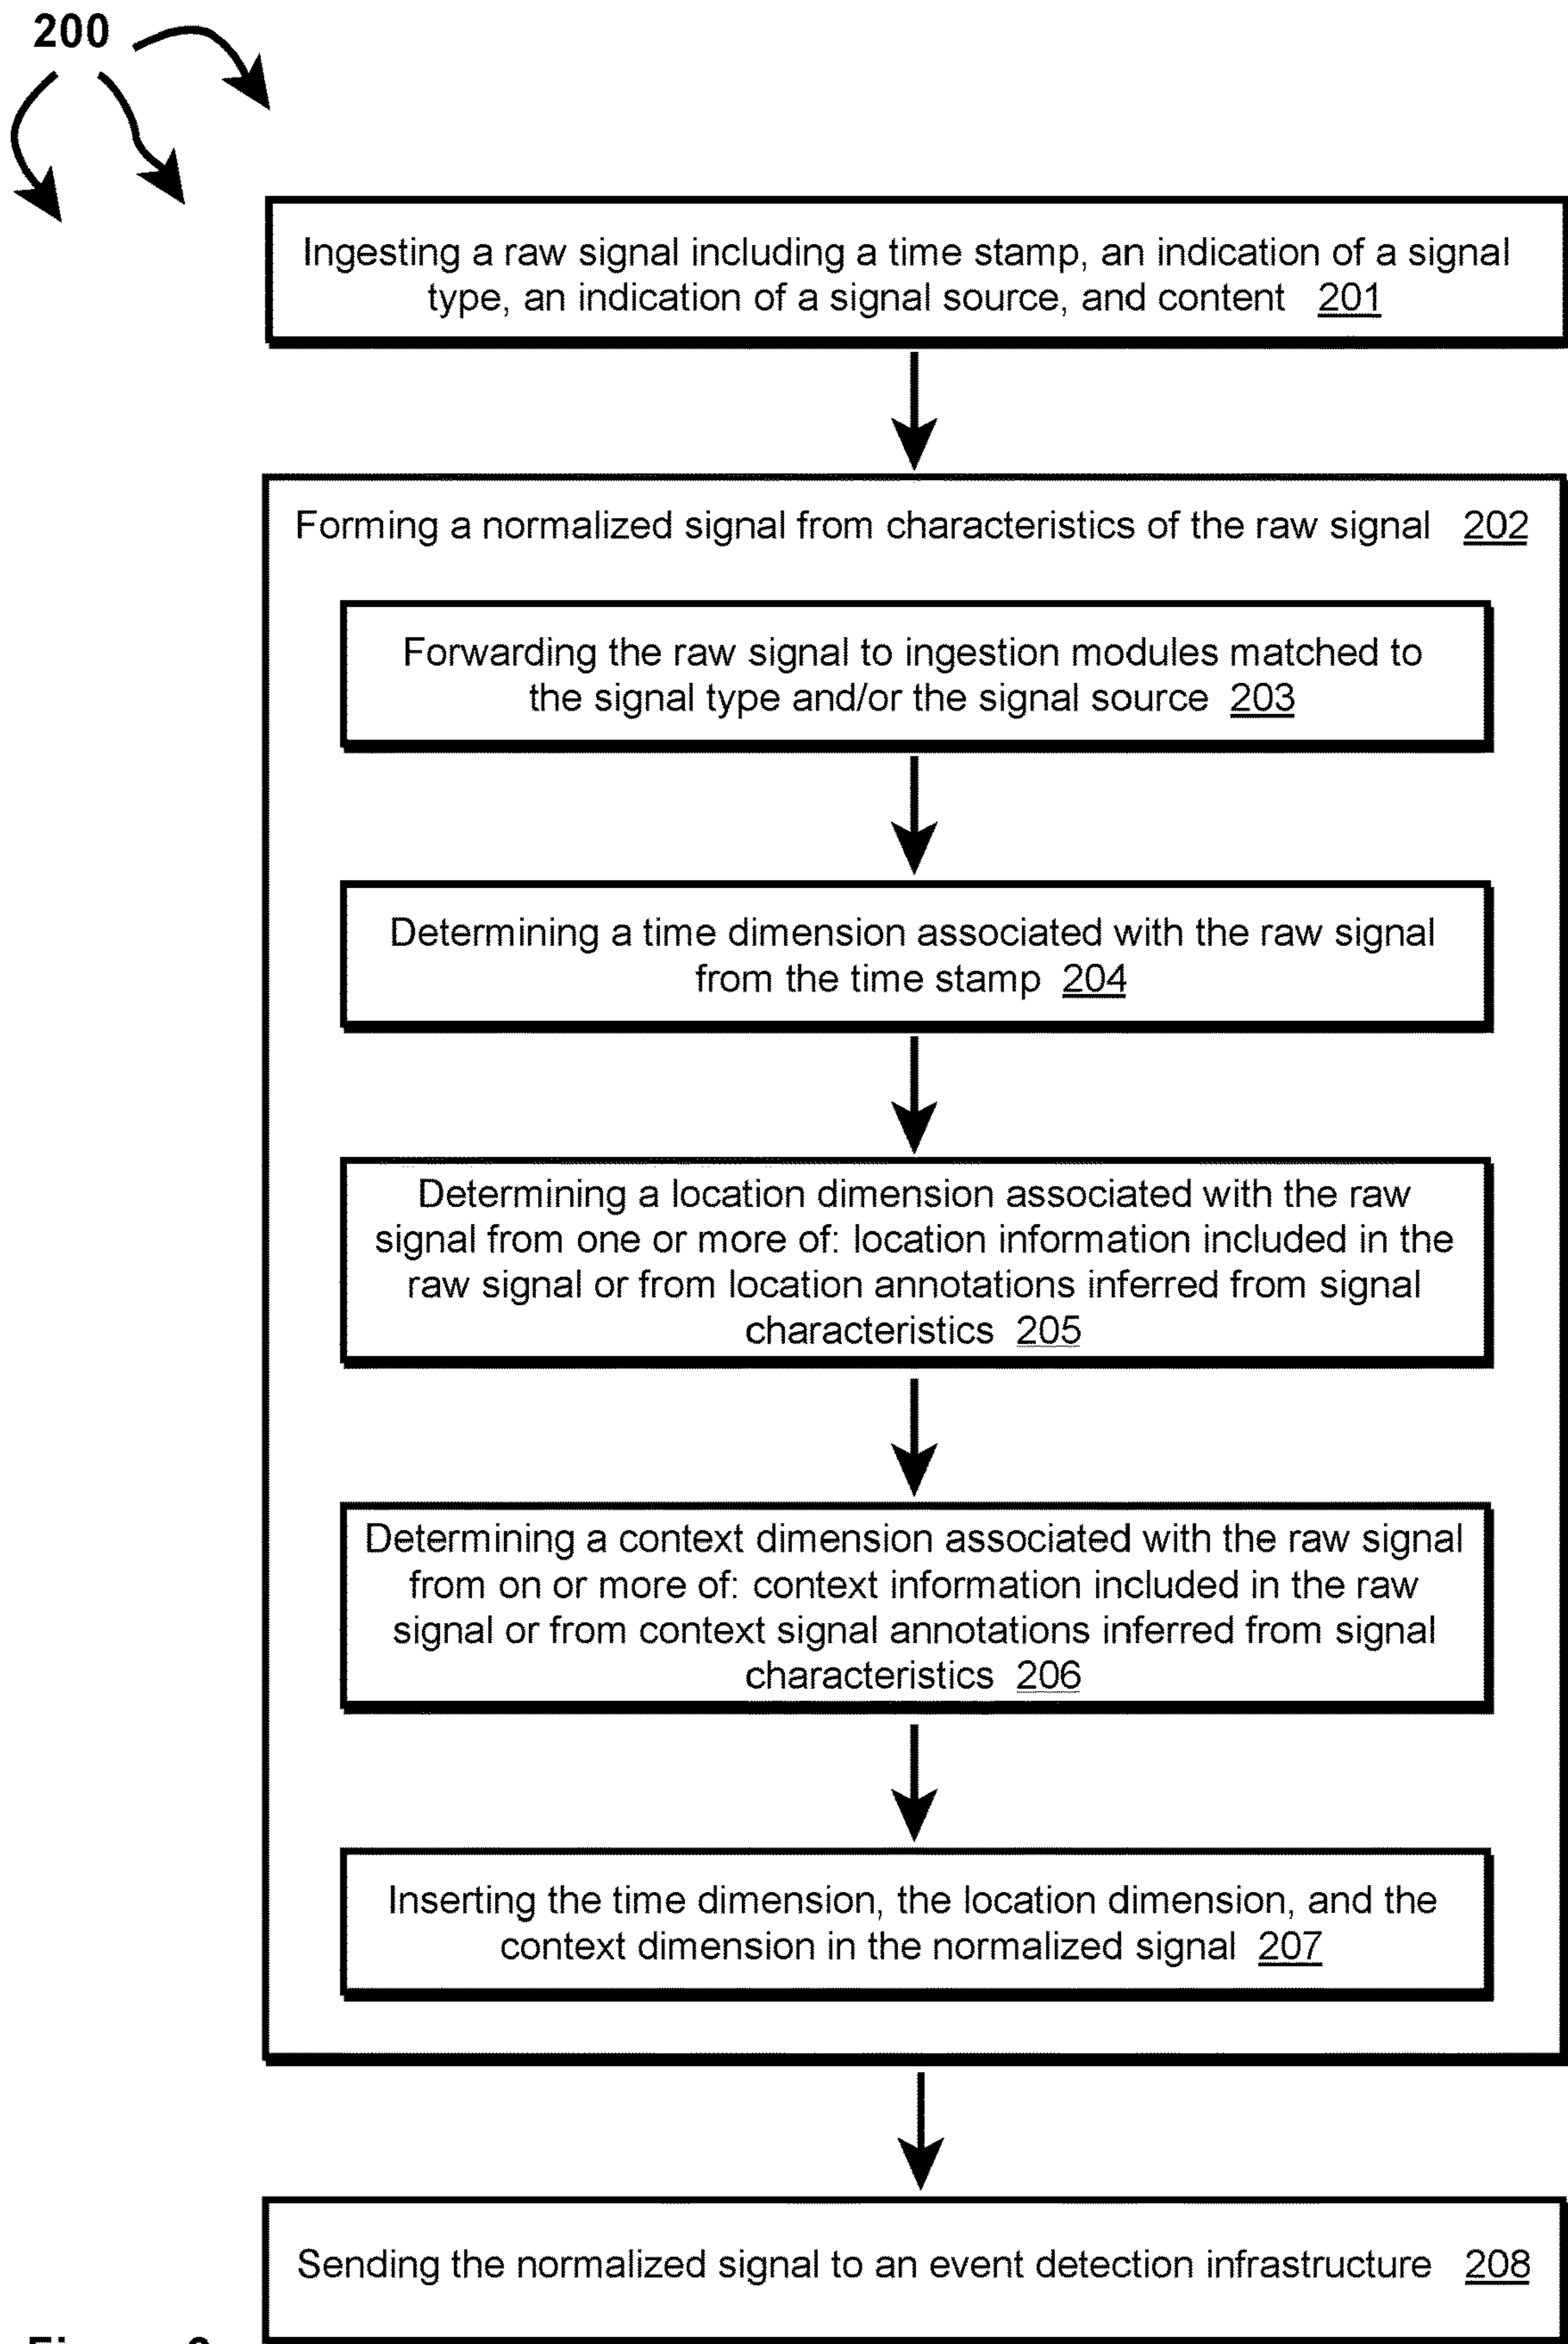 200
Ingesting a raw signal including a time stamp, an indication of a signal
type, an indication of a signal source, and content 201
Forming a normalized signal from characteristics of the raw signal 202
Forwarding the raw signal to ingestion modules matched to
the signal type and/or the signal source 203
Determining a time dimension associated with the raw signal
from the time stamp 204
Determining a location dimension associated with the raw
signal from one or more of: location information included in the
raw signal or from location annotations inferred from signal
characteristics 205
Determining a context dimension associated with the raw signal
from on or more of: context information included in the raw
signal or from context signal annotations inferred from signal
characteristics 206
Inserting the time dimension, the location dimension, and the
context dimension in the normalized signal 207
Sending the normalized signal to an event detection infrastructure 208